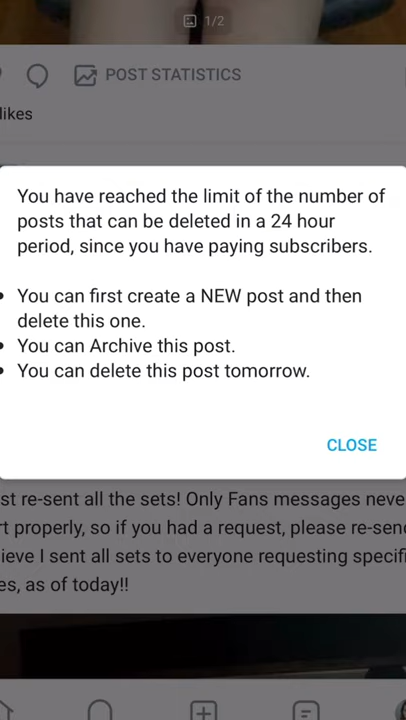 1/2
POST STATISTICS
likes
You have reached the limit of the number of
posts that can be deleted in a 24 hour
period, since you have paying subscribers.
• You can first create a NEW post and then
delete this one.
• You can Archive this post.
• You can delete this post tomorrow.
CLOSE
st re-sent all the sets! Only Fans messages neve
rt properly, so if you had a request, please re-sen
ieve I sent all sets to everyone requesting specifi
es, as of today!!